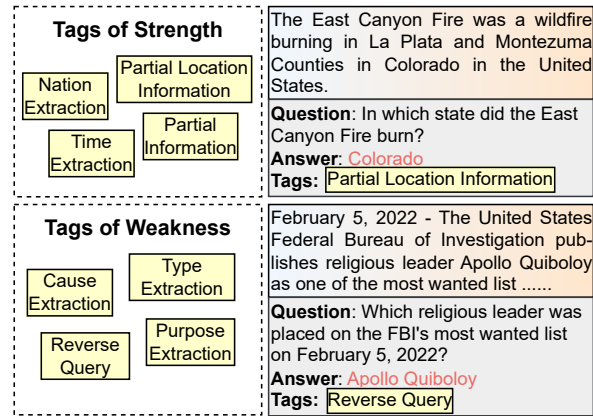 Tags of Strength
Partial Location
Information
Nation
Extraction
Partial
Information
Time
Extraction
The East Canyon Fire was a wildfire
burning in La Plata and Montezuma
Counties in Colorado in the United
States.
Question: In which state did the East
Canyon Fire burn?
Answer: Colorado
Tags: Partial Location Information
Tags of Weakness
Type
Extraction
Cause
Extraction
Purpose
Extraction
Reverse
Query
February 5, 2022 - The United States
Federal Bureau of Investigation pub-
lishes religious leader Apollo Quiboloy
as one of the most wanted list ......
Question: Which religious leader was
placed on the FBI's most wanted list
on February 5, 2022?
Answer: Apollo Quiboloy
Tags: Reverse Query